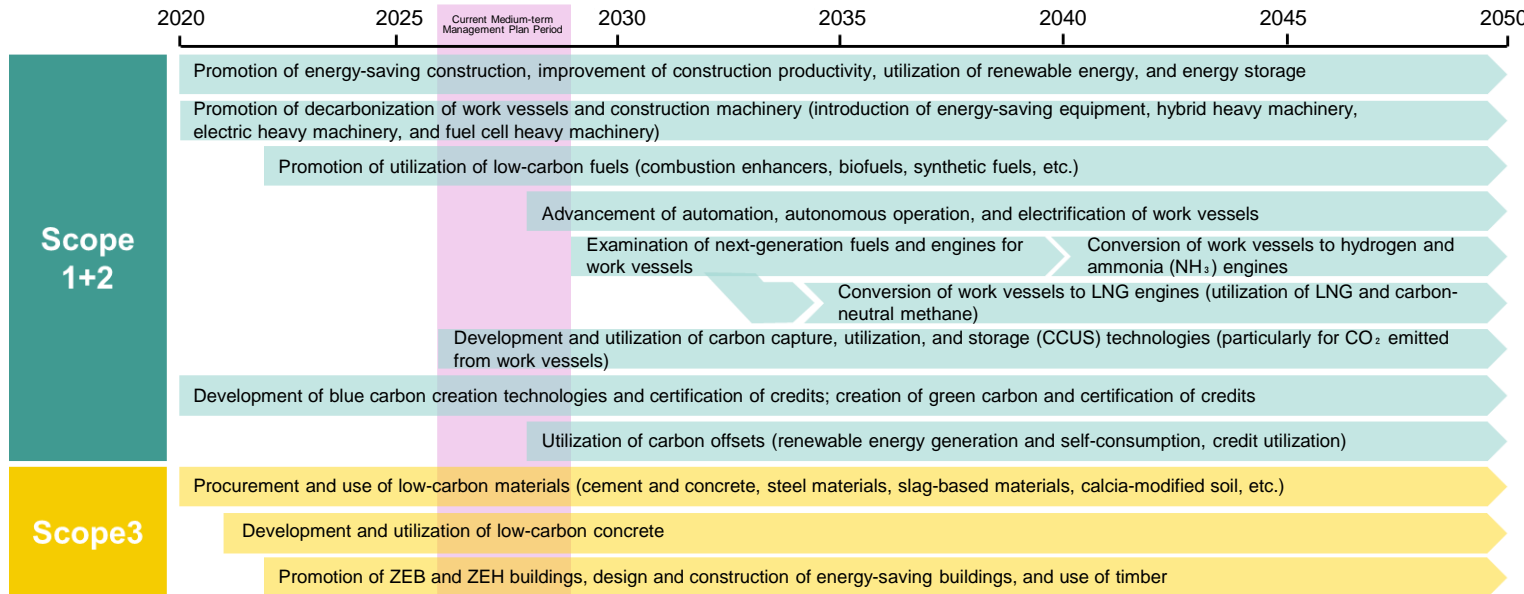 2020
2025
Current Medium-term
Management Plan Period
2030
2035
2040
2045
2050
Scope
1+2
Promotion of energy-saving construction, improvement of construction productivity, utilization of renewable energy, and energy storage
Promotion of decarbonization of work vessels and construction machinery (introduction of energy-saving equipment, hybrid heavy machinery,
electric heavy machinery, and fuel cell heavy machinery)
Promotion of utilization of low-carbon fuels (combustion enhancers, biofuels, synthetic fuels, etc.)
Advancement of automation, autonomous operation, and electrification of work vessels
Examination of next-generation fuels and engines for
work vessels
Conversion of work vessels to hydrogen and
ammonia (NH₃) engines
Conversion of work vessels to LNG engines (utilization of LNG and carbon-
neutral methane)
Development and utilization of carbon capture, utilization, and storage (CCUS) technologies (particularly for CO₂ emitted
from work vessels)
Development of blue carbon creation technologies and certification of credits; creation of green carbon and certification of credits
Utilization of carbon offsets (renewable energy generation and self-consumption, credit utilization)
Scope3
Procurement and use of low-carbon materials (cement and concrete, steel materials, slag-based materials, calcia-modified soil, etc.)
Development and utilization of low-carbon concrete
Promotion of ZEB and ZEH buildings, design and construction of energy-saving buildings, and use of timber